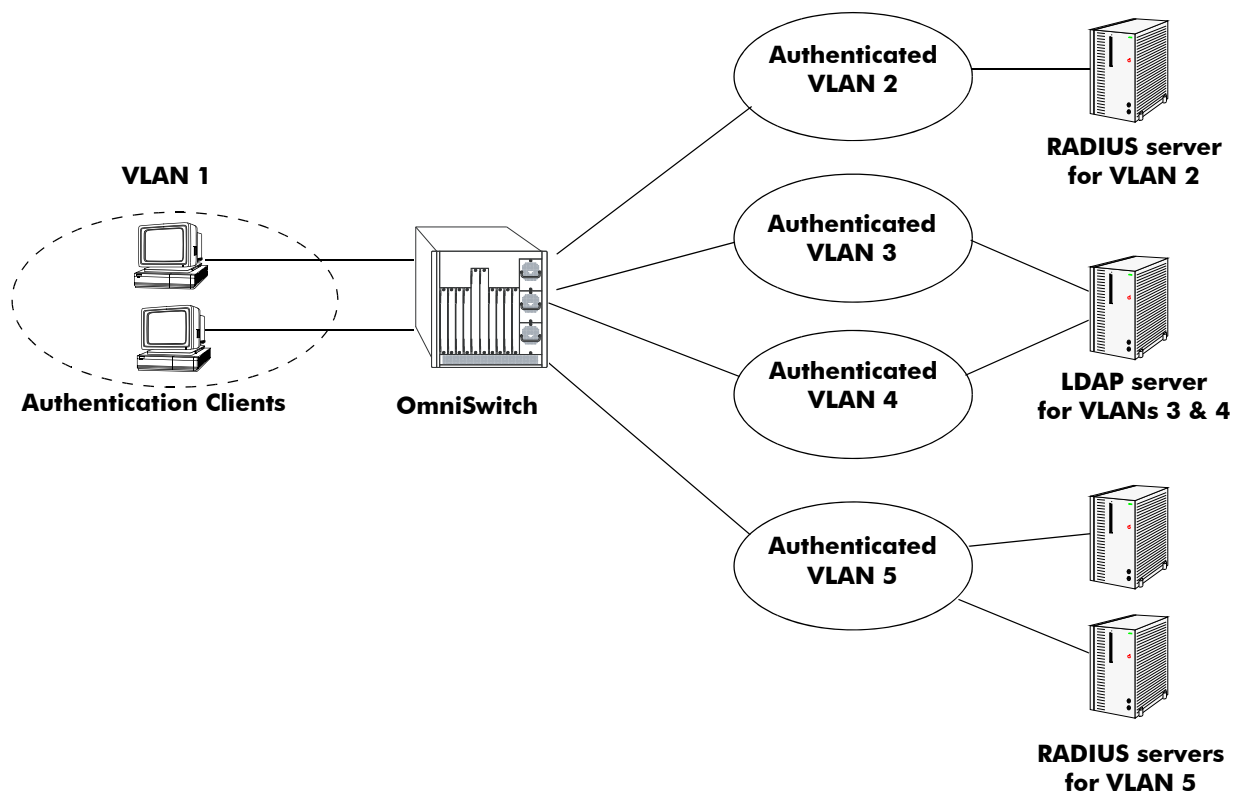 VLAN 1
Authentication Clients
OmniSwitch
Authenticated
VLAN 2
Authenticated
VLAN 3
Authenticated
VLAN 4
Authenticated
VLAN 5
RADIUS server
for VLAN 2
LDAP server
for VLANs 3 & 4
RADIUS servers
for VLAN 5